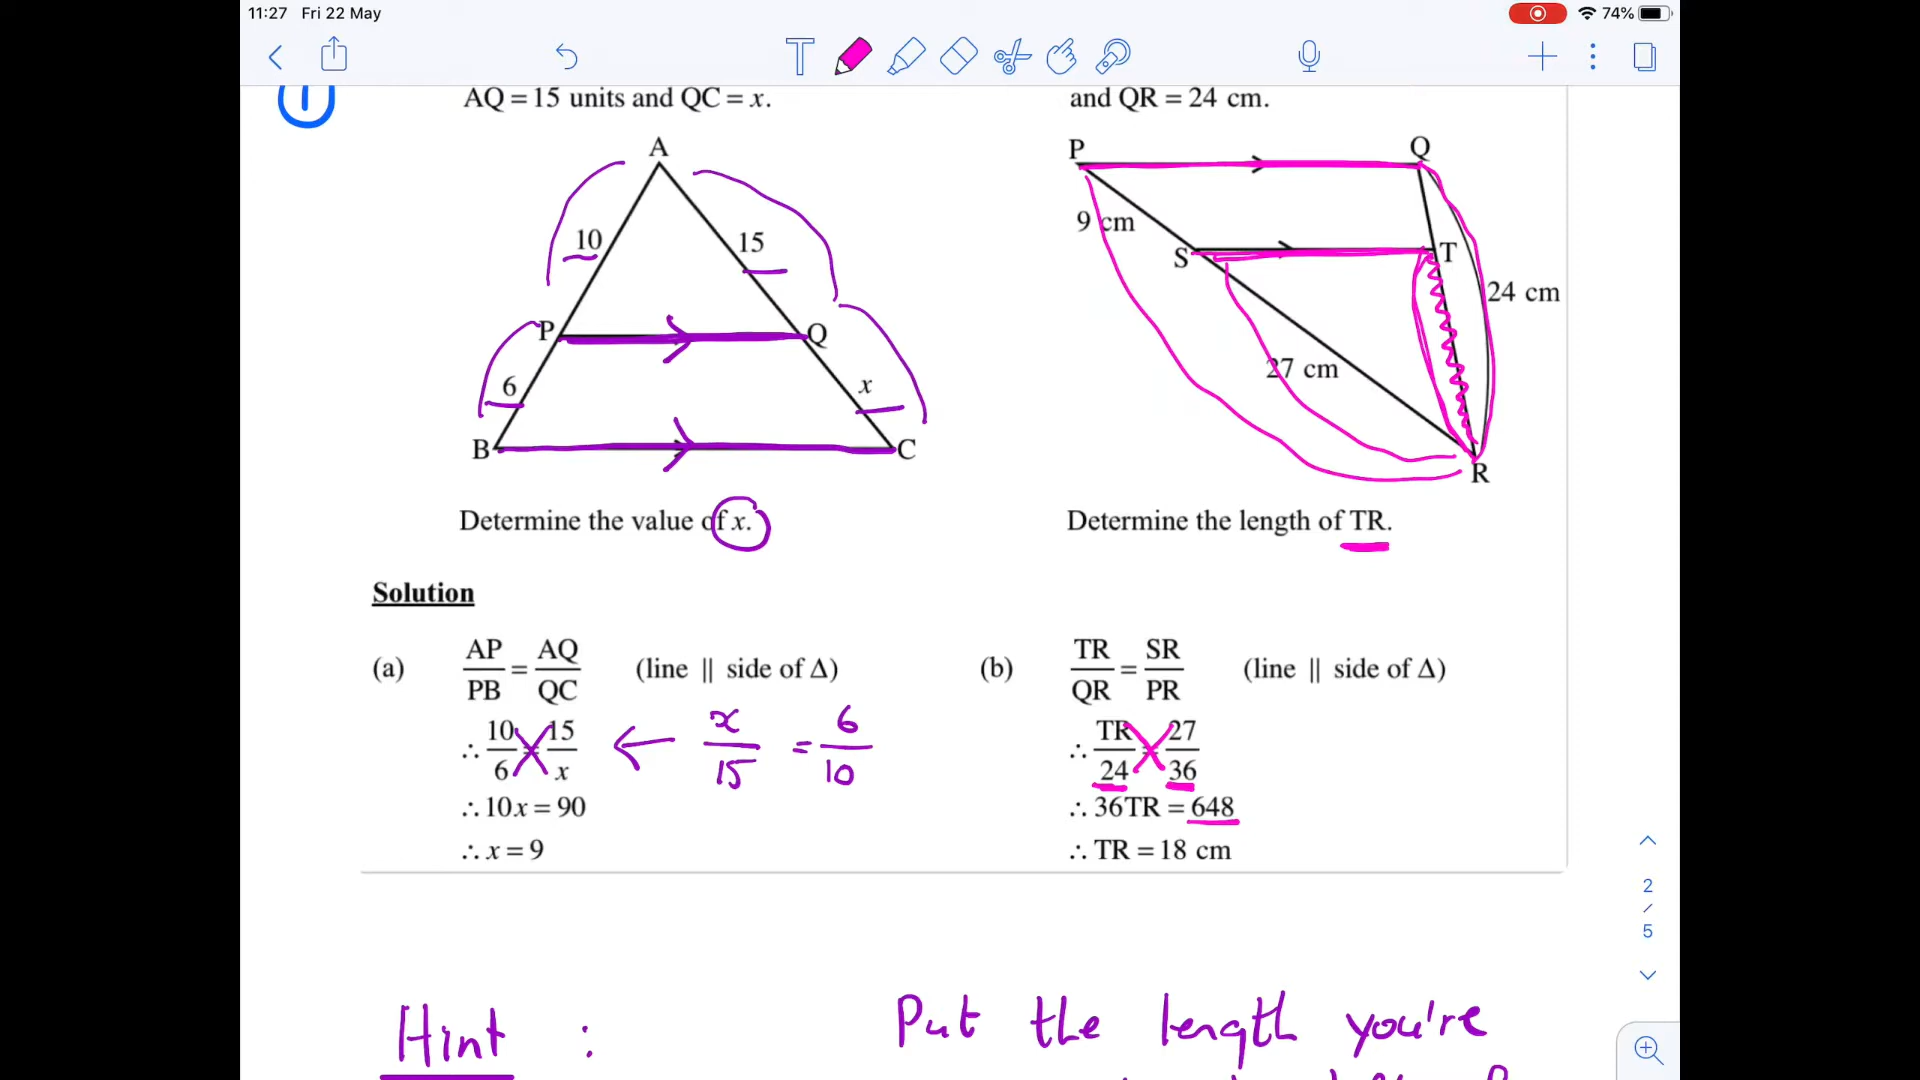 11:27 Fri 22 May
74%
1
AQ = 15 units and QC = x.
A
10
15
P
Q
6
x
B
C
Determine the value of x.
and QR = 24 cm.
P
Q
9 cm
S
T
24 cm
27 cm
R
Determine the length of TR.
Solution
(a) AP/PB = AQ/QC (line || side of Δ)
∴ 10/6 = 15/x ← x/15 = 6/10
∴ 10x = 90
∴ x = 9
(b) TR/QR = SR/PR (line || side of Δ)
∴ TR/24 = 27/36
∴ 36TR = 648
∴ TR = 18 cm
2
/
5
Hint : Put the length you're